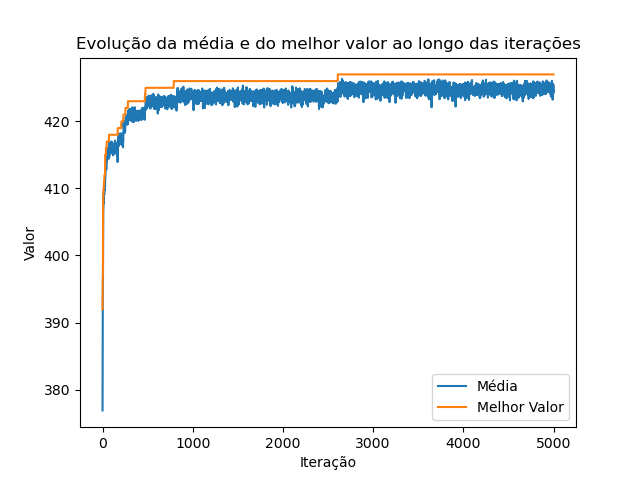 Evolução da média e do melhor valor ao longo das iterações
Valor
420
410
400
390
380
0 1000 2000 3000 4000 5000
Iteração
Média
Melhor Valor